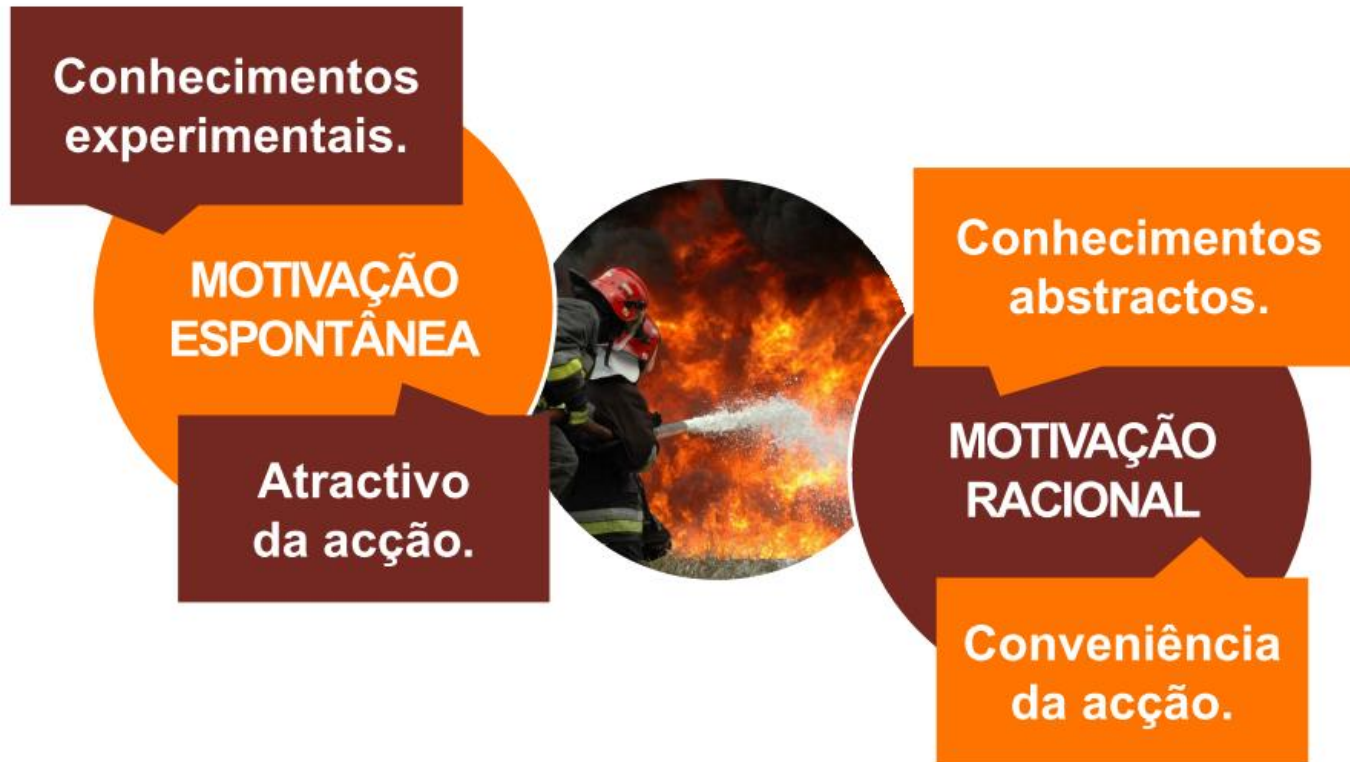 Conhecimentos
experimentais.
MOTIVAÇÃO
ESPONTÂNEA
Atractivo
da acção.
Conhecimentos
abstractos.
MOTIVAÇÃO
RACIONAL
Conveniência
da acção.